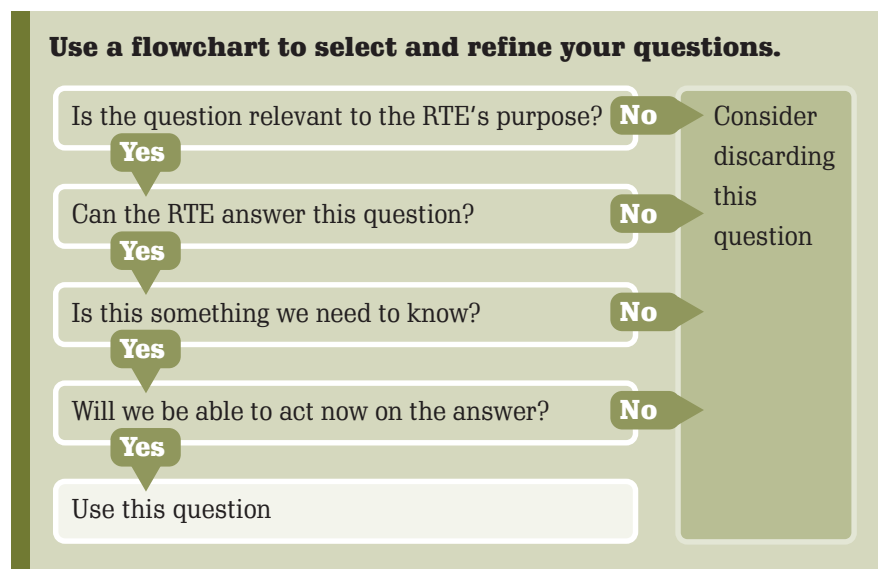 Use a flowchart to select and refine your questions.
Is the question relevant to the RTE's purpose?
No
Consider
discarding
this
question
Yes
Can the RTE answer this question?
No
Yes
Is this something we need to know?
No
Yes
Will we be able to act now on the answer?
No
Yes
Use this question